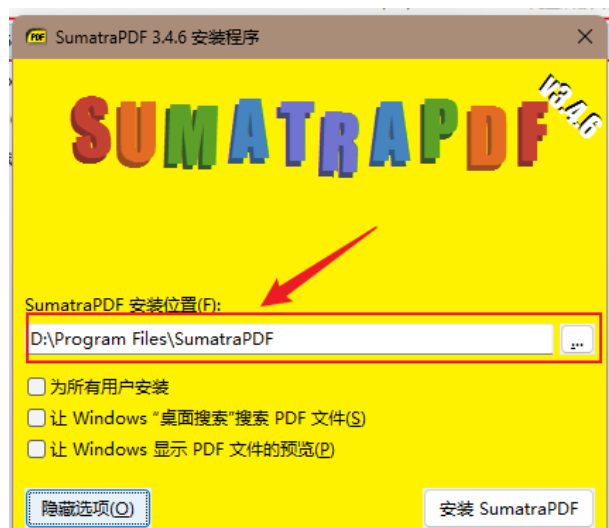 PDF SumatraPDF 3.4.6 安装程序
SUMATRAPDF
v3.4.6
SumatraPDF 安装位置(F):
D:\Program Files\SumatraPDF
...
为所有用户安装
让 Windows “桌面搜索”搜索 PDF 文件(S)
让 Windows 显示 PDF 文件的预览(P)
隐藏选项(O)
安装 SumatraPDF